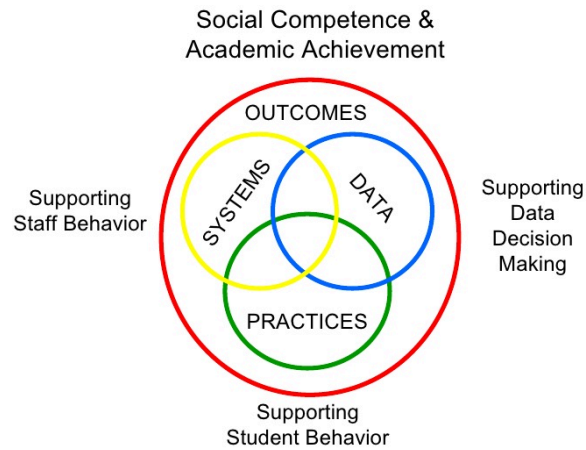 Social Competence &
Academic Achievement
OUTCOMES
SYSTEMS
DATA
Supporting
Staff Behavior
Supporting
Data
Decision
Making
PRACTICES
Supporting
Student Behavior